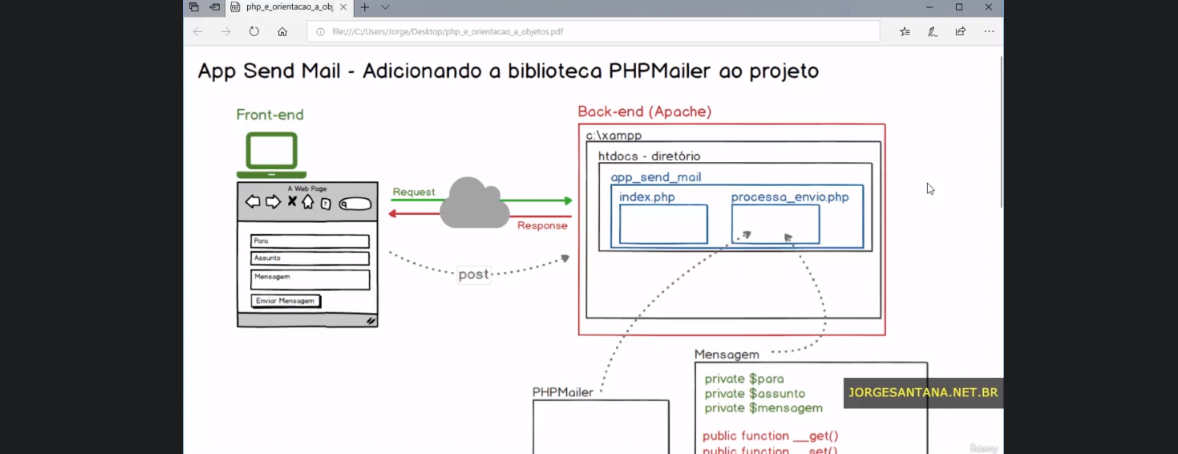 php_e_orientacao_a_obj
file:///C:/Users/Jorge/Desktop/php_e_orientacao_a_objetos.pdf
App Send Mail - Adicionando a biblioteca PHPMailer ao projeto
Front-end
Back-end (Apache)
c:\xampp
htdocs - diretório
app_send_mail
index.php
processa_envio.php
A Web Page
Request
Response
Para
Assunto
Mensagem
Enviar Mensagem
post
PHPMailer
Mensagem
private $para
private $assunto
private $mensagem
public function __get()
public function __set()
JORGESANTANA.NET.BR
Udemy